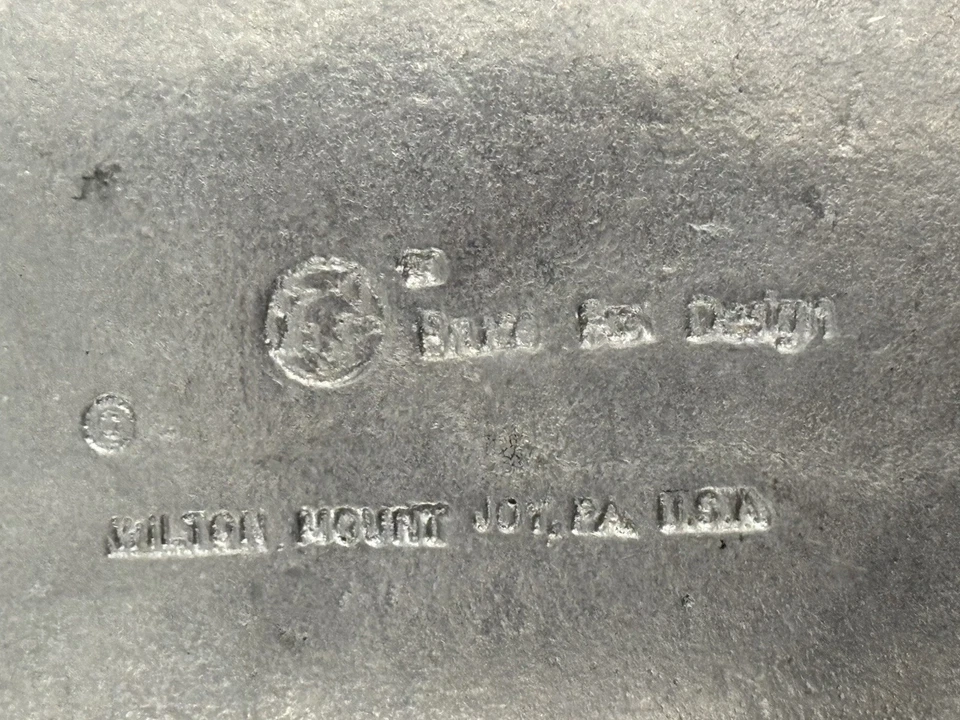 Bruce Fox Design
WILTON MOUNT JOY, PA. U.S.A